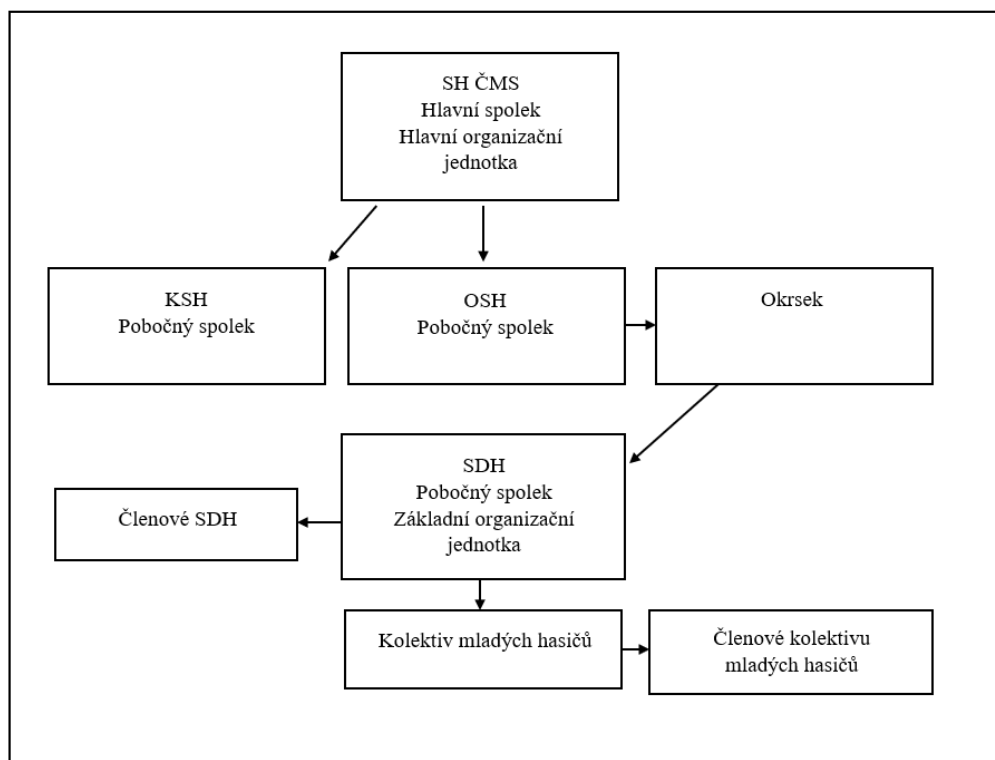 SH ČMS
Hlavní spolek
Hlavní organizační
jednotka
KSH
Pobočný spolek
OSH
Pobočný spolek
Okrsek
SDH
Pobočný spolek
Základní organizační
jednotka
Členové SDH
Kolektiv mladých hasičů
Členové kolektivu
mladých hasičů